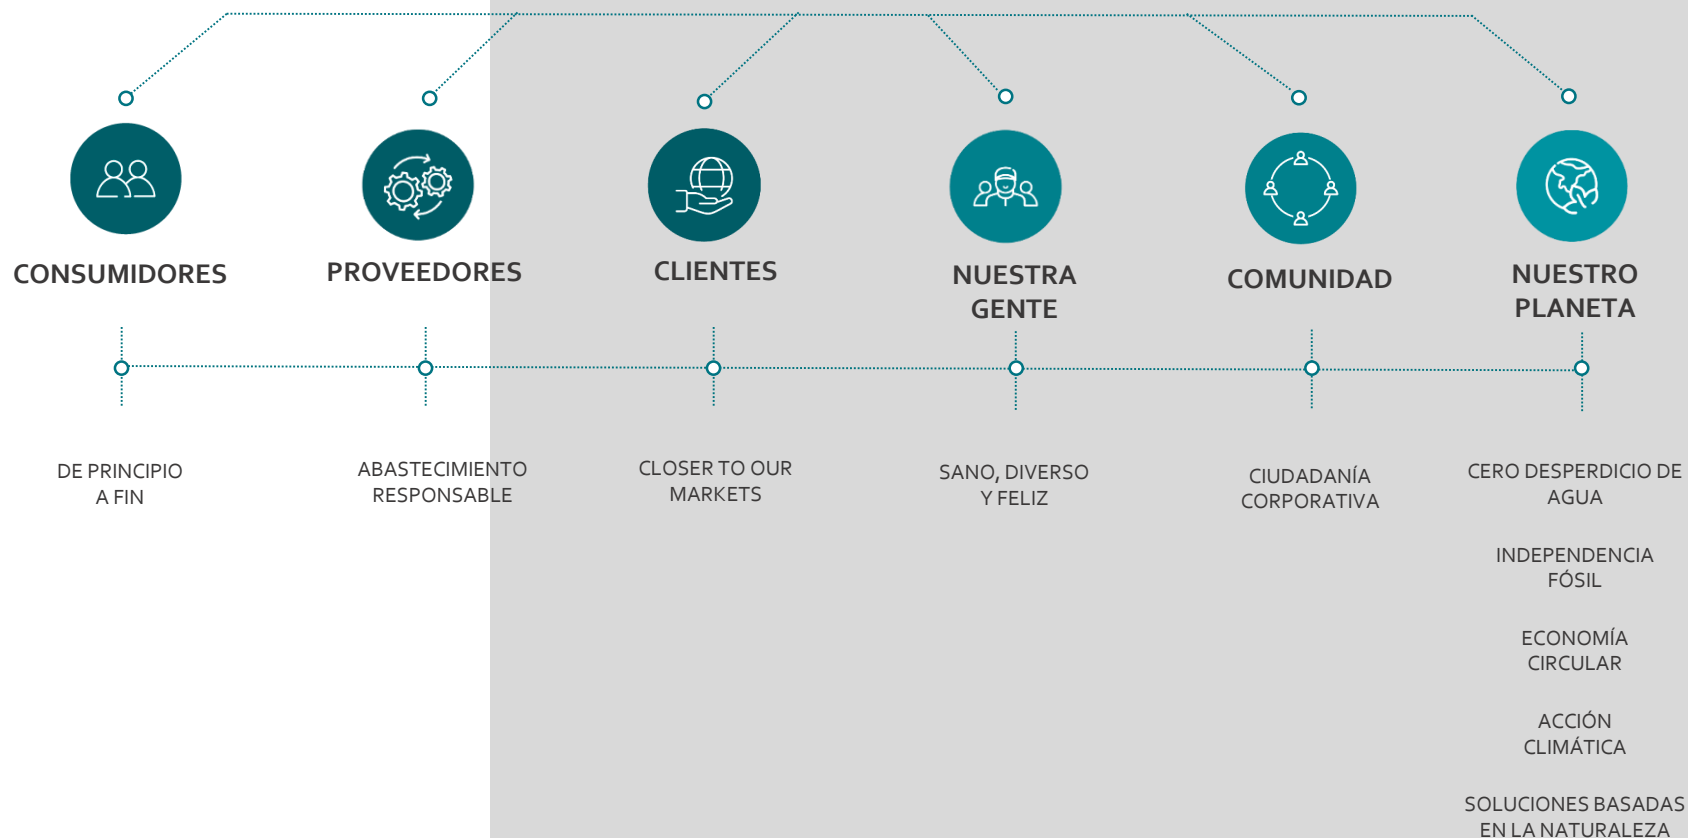 CONSUMIDORES
DE PRINCIPIO
A FIN
PROVEEDORES
ABASTECIMIENTO
RESPONSABLE
CLIENTES
CLOSER TO OUR
MARKETS
NUESTRA
GENTE
SANO, DIVERSO
Y FELIZ
COMUNIDAD
CIUDADANÍA
CORPORATIVA
NUESTRO
PLANETA
CERO DESPERDICIO DE
AGUA
INDEPENDENCIA
FÓSIL
ECONOMÍA
CIRCULAR
ACCIÓN
CLIMÁTICA
SOLUCIONES BASADAS
EN LA NATURALEZA